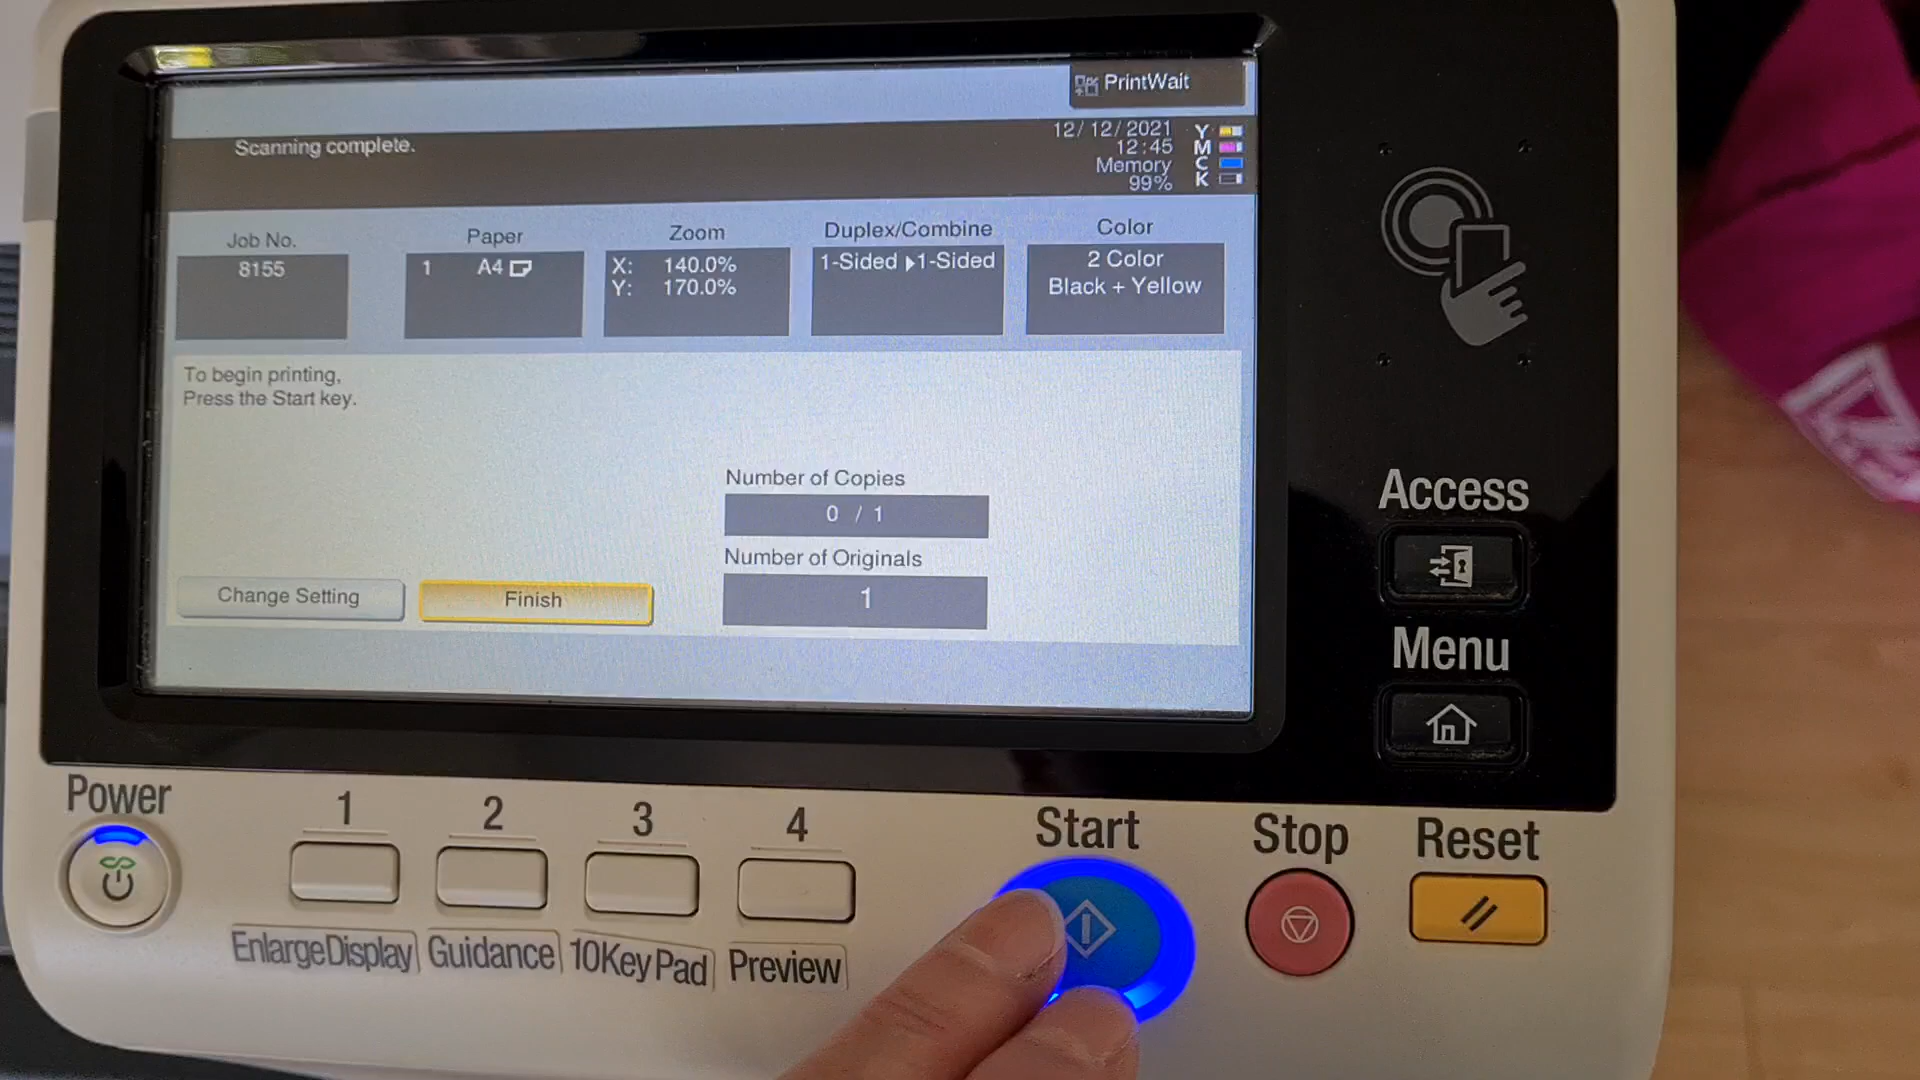 PrintWait
Scanning complete.
12/12/2021
12:45
Memory
99%
Y
M
C
K
Job No.
8155
Paper
1 A4
Zoom
X: 140.0%
Y: 170.0%
Duplex/Combine
1-Sided ▶1-Sided
Color
2 Color
Black + Yellow
To begin printing,
Press the Start key.
Number of Copies
0 / 1
Number of Originals
1
Change Setting
Finish
Access
Menu
Power
1
2
3
4
Start
Stop
Reset
EnlargeDisplay
Guidance
10KeyPad
Preview